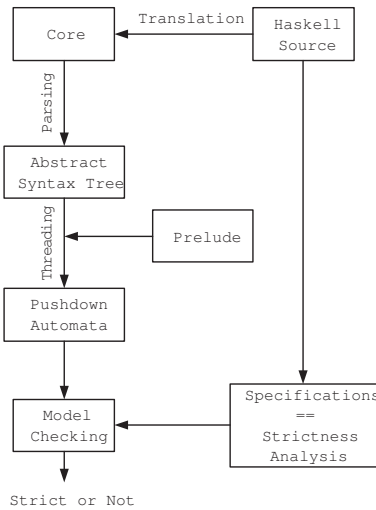 Translation
Core
Haskell
Source
Parsing
Abstract
Syntax Tree
Threading
Prelude
Pushdown
Automata
Specifications
==
Strictness
Analysis
Model
Checking
Strict or Not